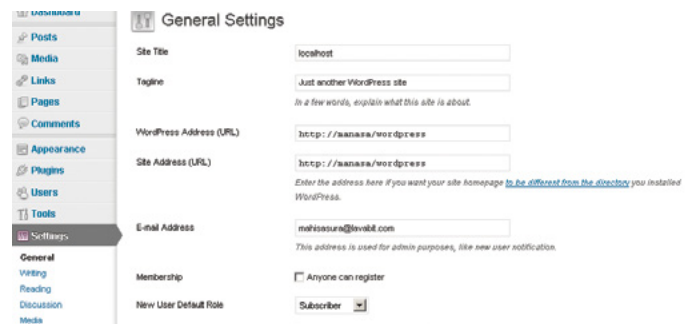 Dashboard
Posts
Media
Links
Pages
Comments
Appearance
Plugins
Users
Tools
Settings
General
Writing
Reading
Discussion
Media
General Settings
Site Title
localhost
Tagline
Just another WordPress site
In a few words, explain what this site is about.
WordPress Address (URL)
http://manasa/wordpress
Site Address (URL)
http://manasa/wordpress
Enter the address here if you want your site homepage to be different from the directory you installed
WordPress.
E-mail Address
mahisasura@lavabit.com
This address is used for admin purposes, like new user notification.
Membership
Anyone can register
New User Default Role
Subscriber